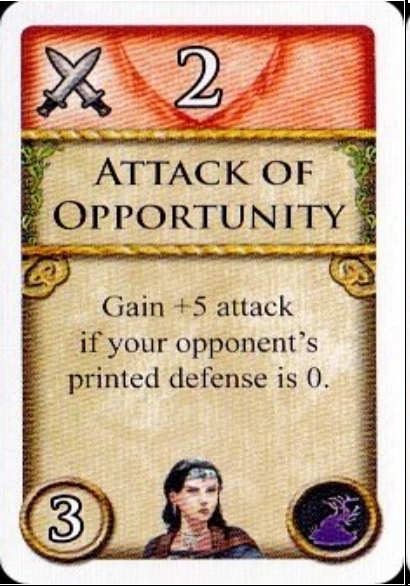 2
ATTACK OF
OPPORTUNITY
Gain +5 attack
if your opponent's
printed defense is 0.
3